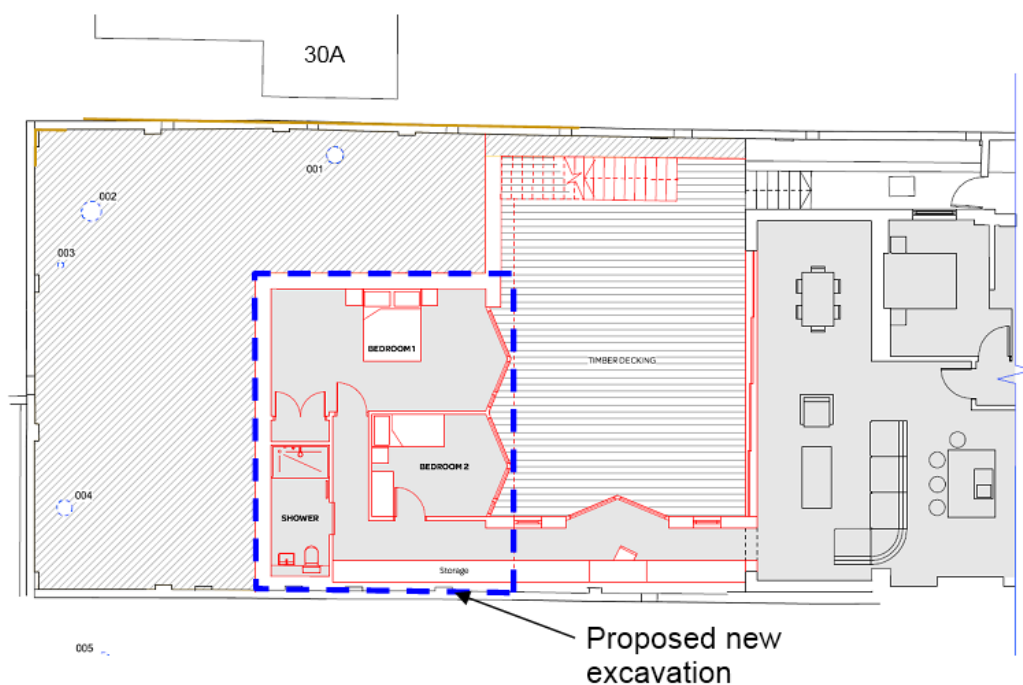 30A
001
002
003
BEDROOM 1
TIMBER DECKING
BEDROOM 2
004
SHOWER
Storage
Proposed new
excavation
005